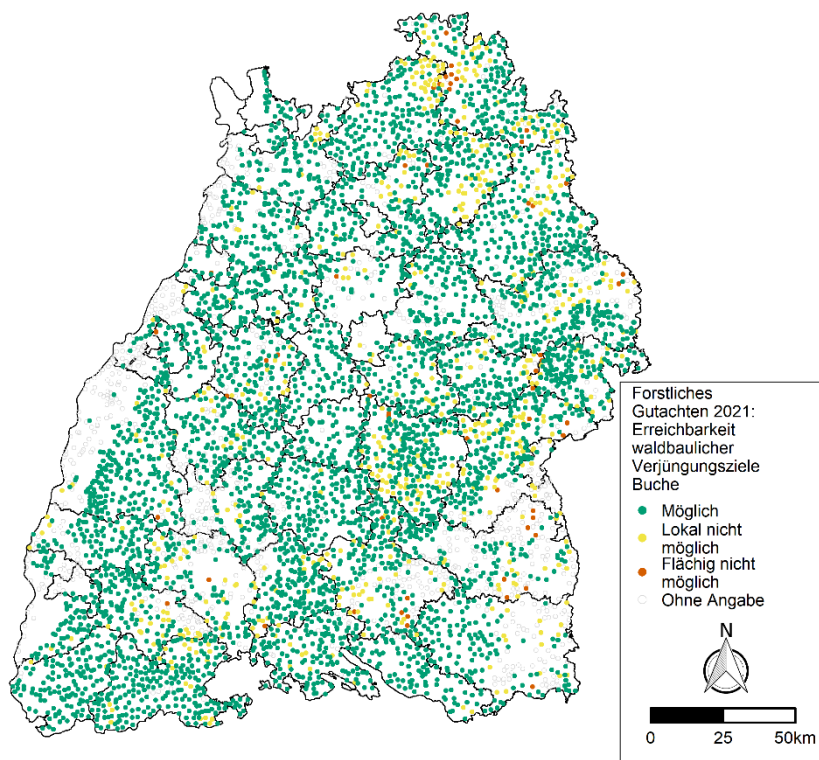 Forstliches
Gutachten 2021:
Erreichbarkeit
waldbaulicher
Verjüngungsziele
Buche
Möglich
Lokal nicht
möglich
Flächig nicht
möglich
Ohne Angabe
N
0 25 50km